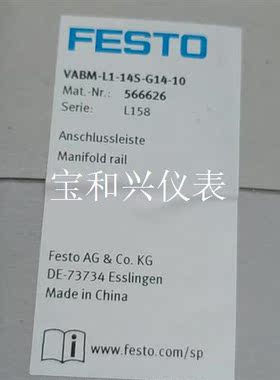 FESTO
VABM-L1-14S-G14-10
Mat.-Nr.: 566626
Serie: L158
Anschlussleiste
Manifold rail
宝和兴仪表
Festo AG & Co. KG
DE-73734 Esslingen
Made in China
www.festo.com/sp